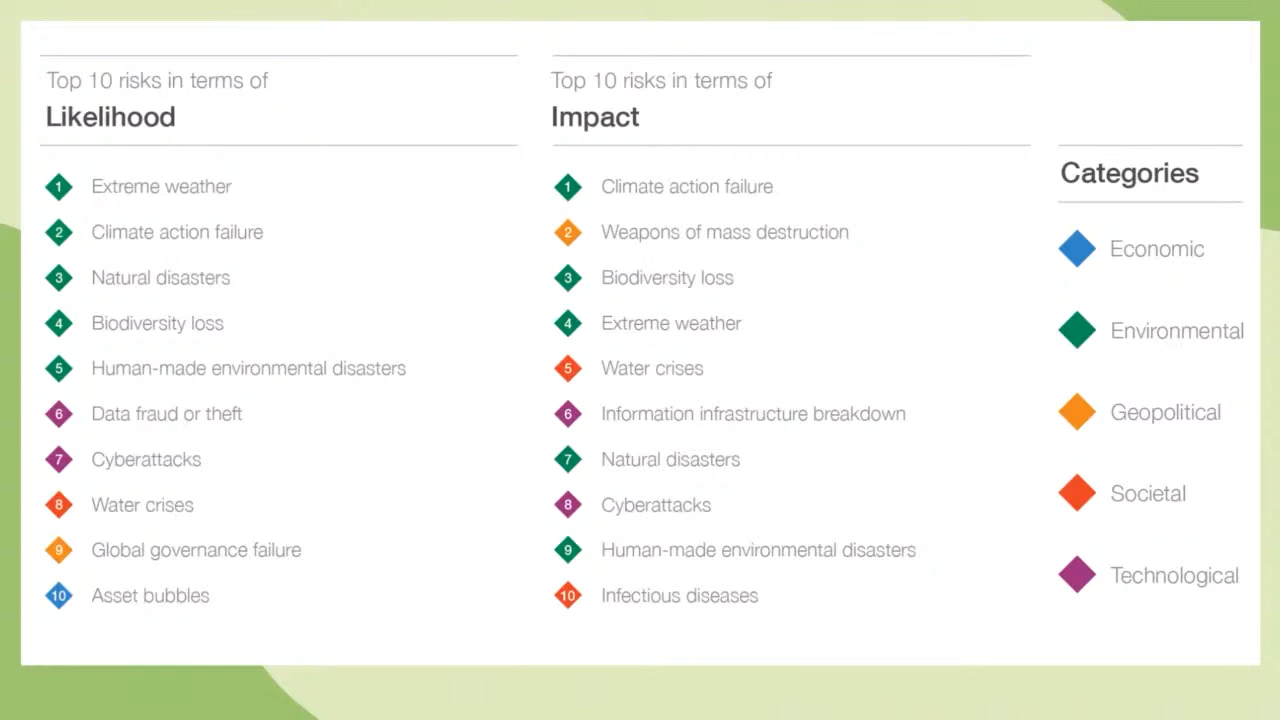 Top 10 risks in terms of
Likelihood
1 Extreme weather
2 Climate action failure
3 Natural disasters
4 Biodiversity loss
5 Human-made environmental disasters
6 Data fraud or theft
7 Cyberattacks
8 Water crises
9 Global governance failure
10 Asset bubbles
Top 10 risks in terms of
Impact
1 Climate action failure
2 Weapons of mass destruction
3 Biodiversity loss
4 Extreme weather
5 Water crises
6 Information infrastructure breakdown
7 Natural disasters
8 Cyberattacks
9 Human-made environmental disasters
10 Infectious diseases
Categories
Economic
Environmental
Geopolitical
Societal
Technological